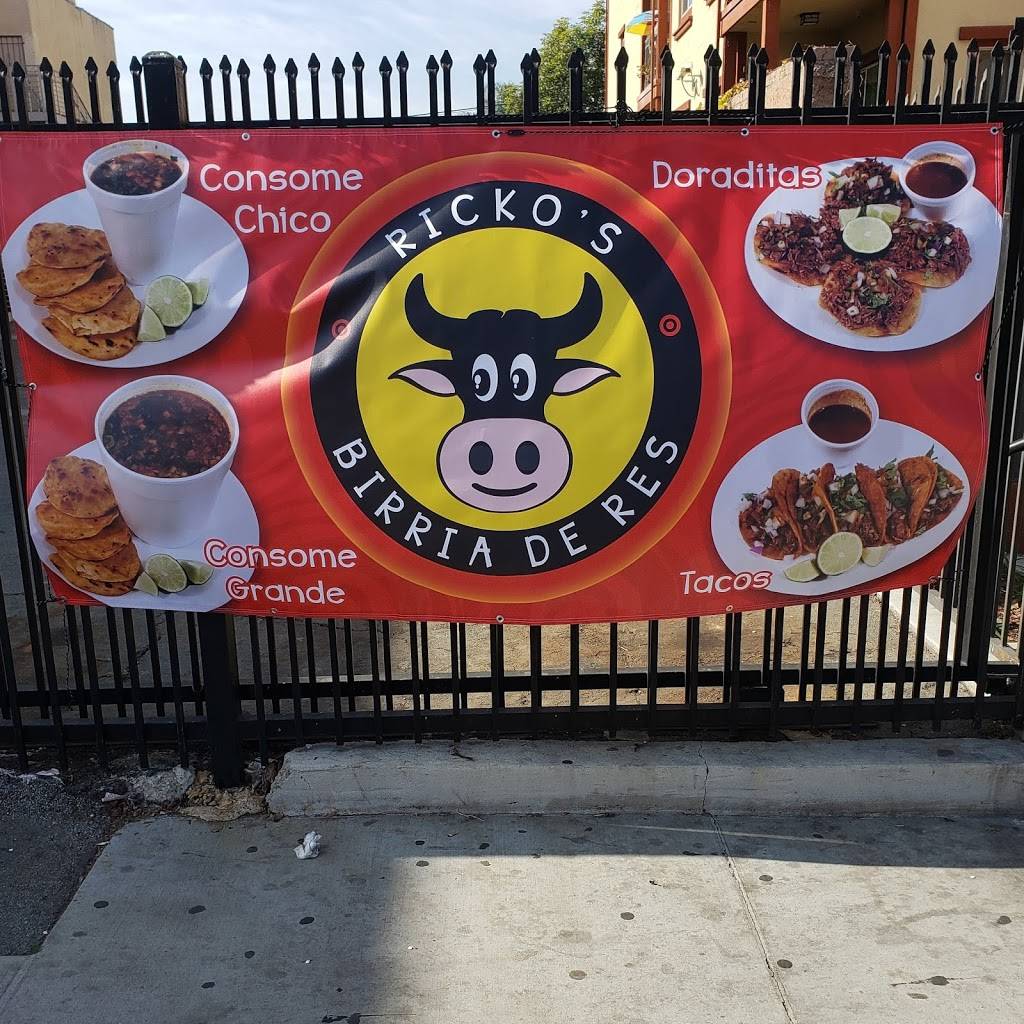 Consome
Chico
Doraditas
RICKO'S
BIRRIA DE RES
Consome
Grande
Tacos